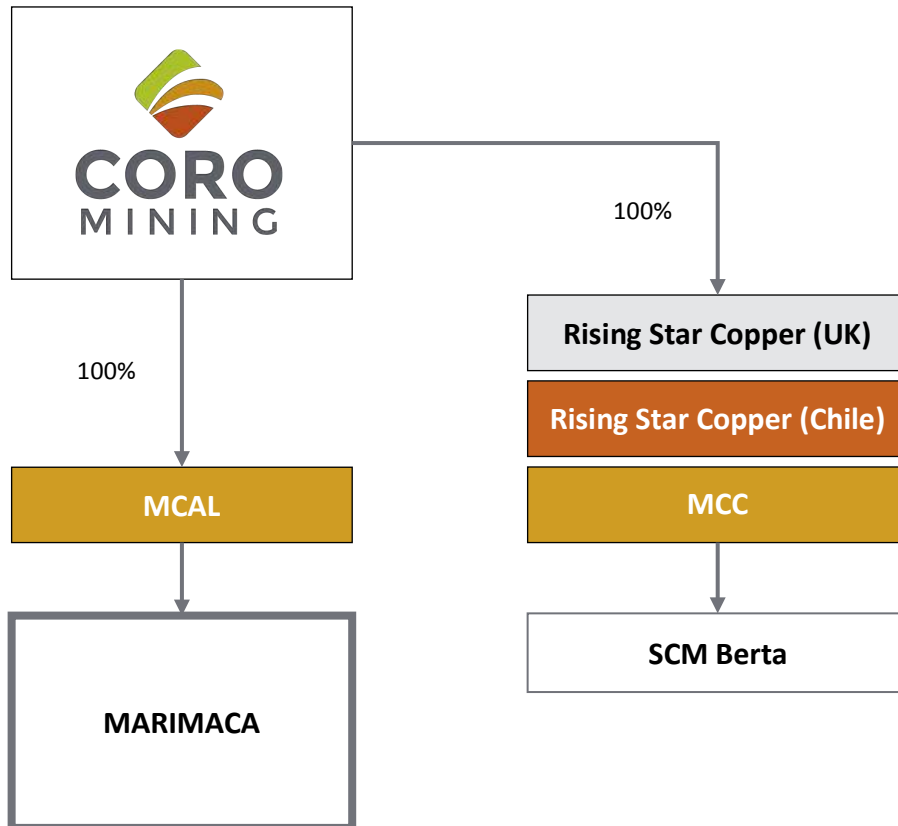 CORO
MINING
100%
100%
Rising Star Copper (UK)
Rising Star Copper (Chile)
MCAL
MCC
SCM Berta
MARIMACA